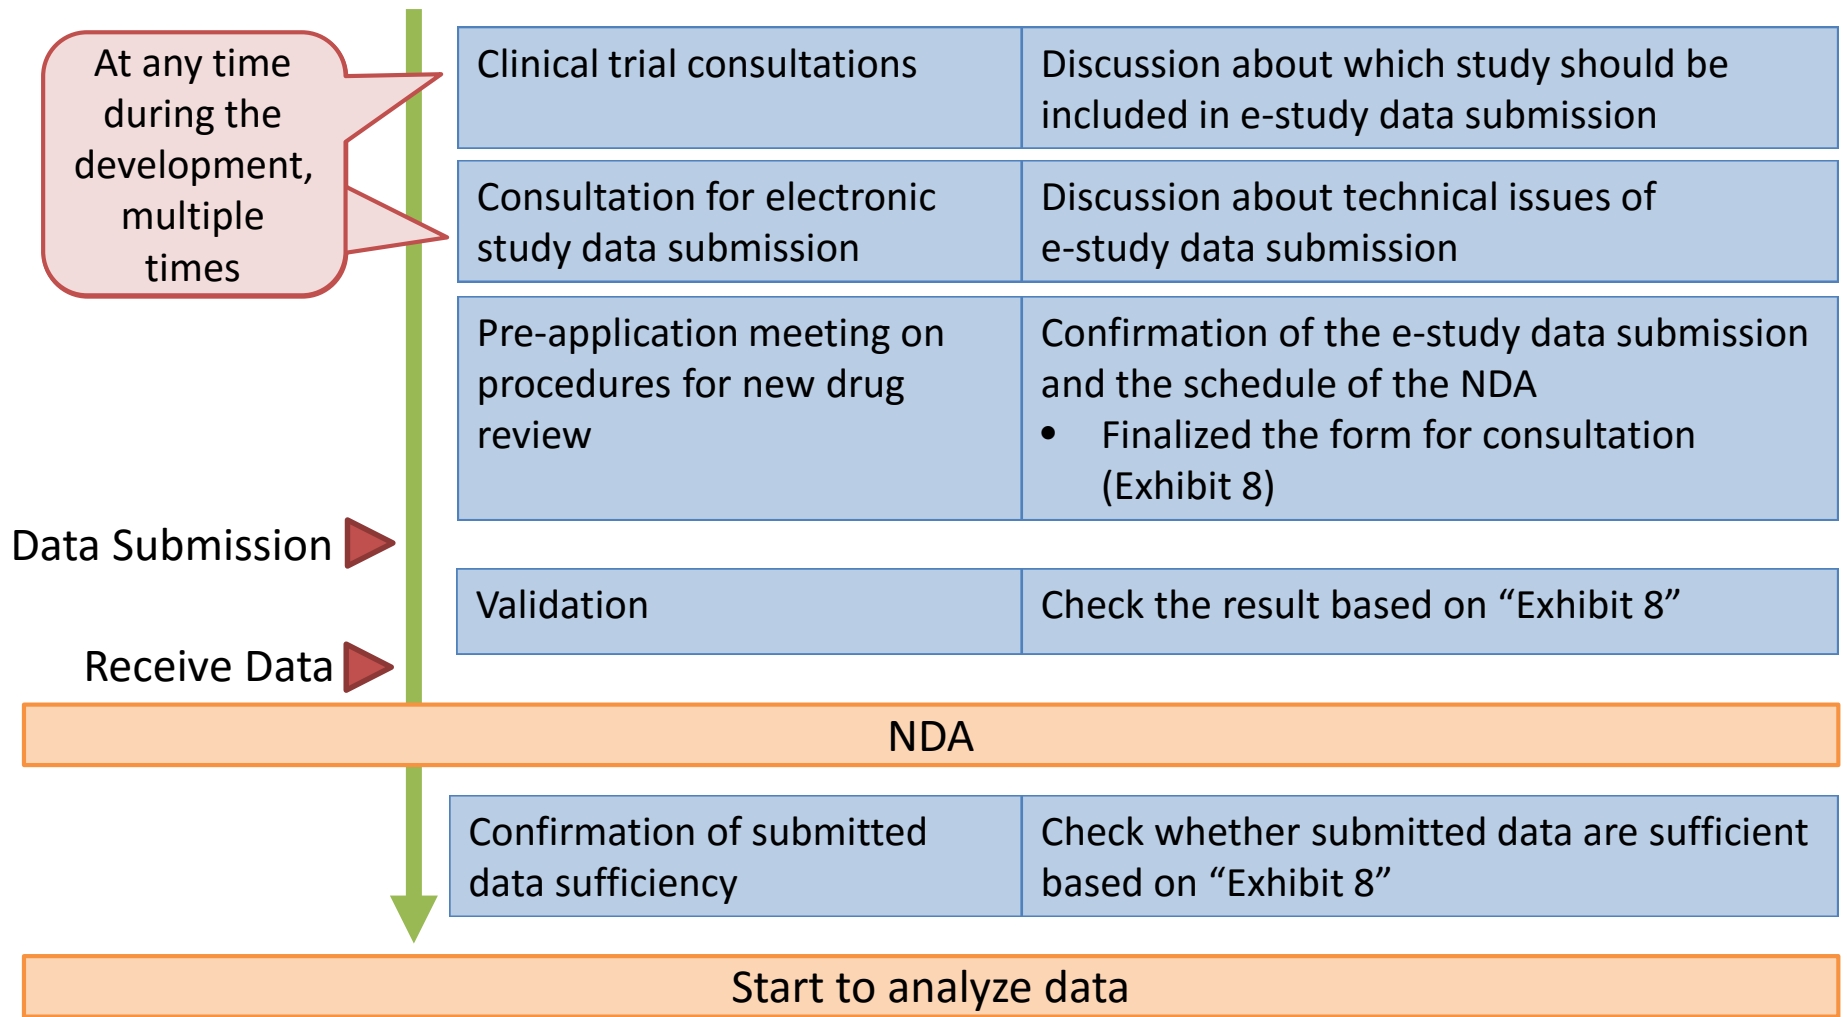 At any time
during the
development,
multiple
times
Clinical trial consultations
Discussion about which study should be
included in e-study data submission
Consultation for electronic
study data submission
Discussion about technical issues of
e-study data submission
Pre-application meeting on
procedures for new drug
review
Confirmation of the e-study data submission
and the schedule of the NDA
• Finalized the form for consultation
(Exhibit 8)
Data Submission
Validation
Check the result based on “Exhibit 8”
Receive Data
NDA
Confirmation of submitted
data sufficiency
Check whether submitted data are sufficient
based on “Exhibit 8”
Start to analyze data